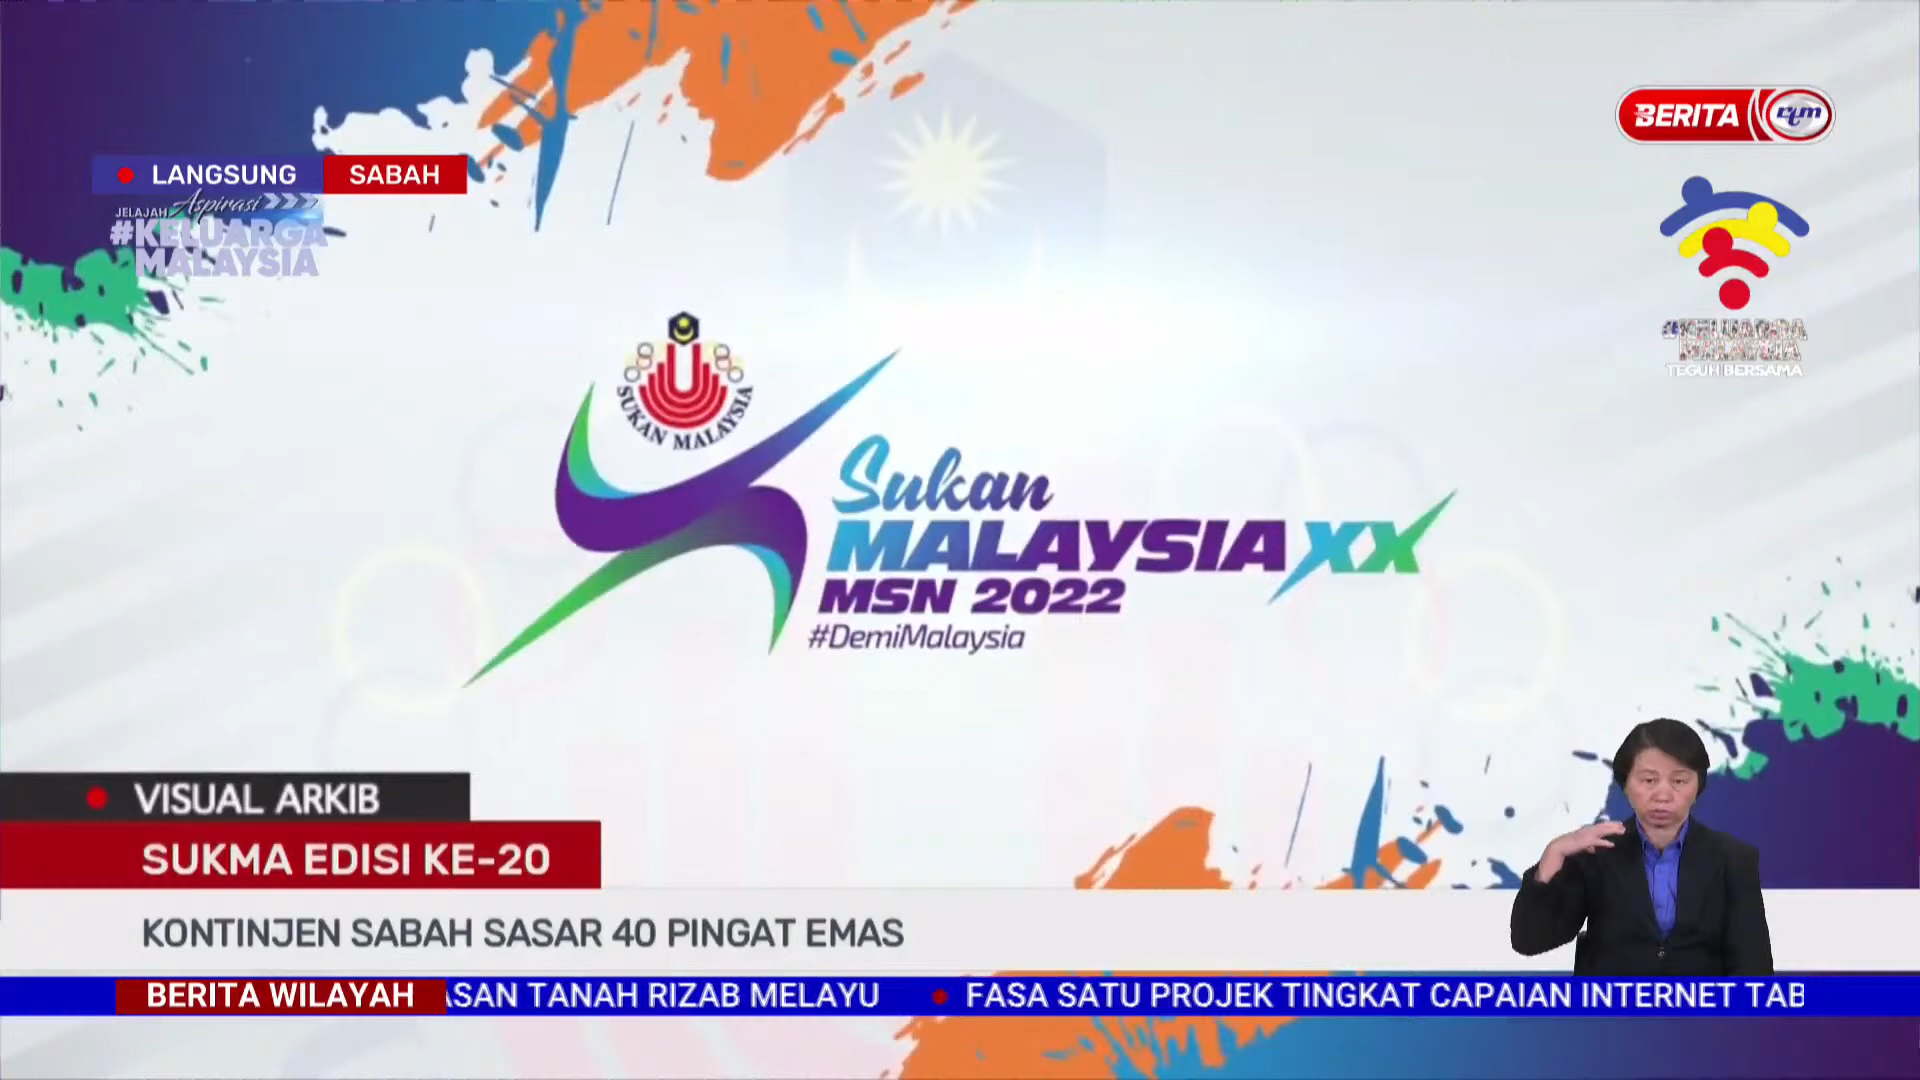 BERITA rtm
LANGSUNG SABAH
JELAJAH Aspirasi
#KELUARGA
MALAYSIA
#KELUARGA
MALAYSIA
TEGUH BERSAMA
SUKAN MALAYSIA
Sukan
MALAYSIA XX
MSN 2022
#DemiMalaysia
VISUAL ARKIB
SUKMA EDISI KE-20
KONTINJEN SABAH SASAR 40 PINGAT EMAS
BERITA WILAYAH ASAN TANAH RIZAB MELAYU • FASA SATU PROJEK TINGKAT CAPAIAN INTERNET TAB